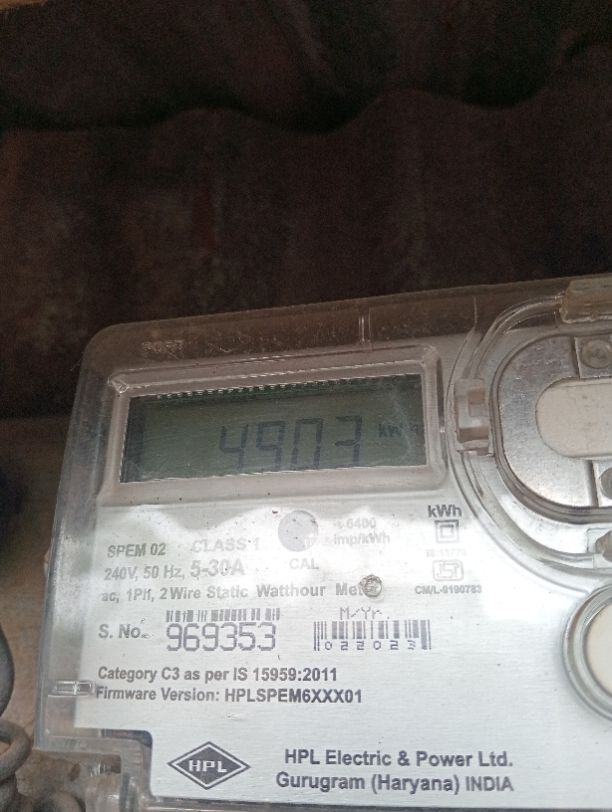 4903 kWh
SPEM 02 CLASS 1
6400
imp/kWh
kWh
240V, 50 Hz, 5-30A
CAL
IS:13779
ac, 1PH, 2 Wire Static Watthour Meter
CM/L-9190783
S. No. 969353
M/Yr.
022023
Category C3 as per IS 15959:2011
Firmware Version: HPLSPEM6XXX01
HPL
HPL Electric & Power Ltd.
Gurugram (Haryana) INDIA